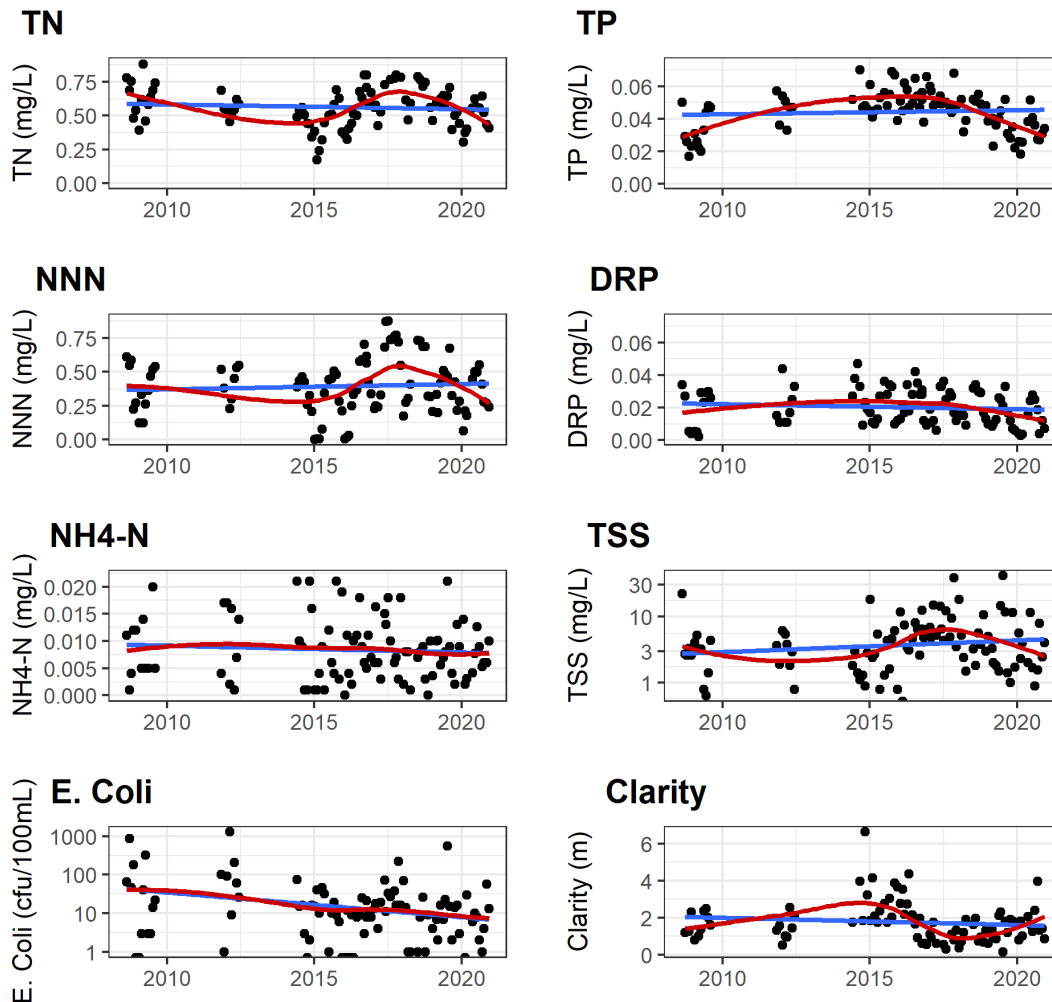 TN
TN (mg/L)
0.75
0.50
0.25
0.00
2010 2015 2020
TP
TP (mg/L)
0.06
0.04
0.02
0.00
2010 2015 2020
NNN
NNN (mg/L)
0.75
0.50
0.25
0.00
2010 2015 2020
DRP
DRP (mg/L)
0.06
0.04
0.02
0.00
2010 2015 2020
NH4-N
NH4-N (mg/L)
0.020
0.015
0.010
0.005
0.000
2010 2015 2020
TSS
TSS (mg/L)
30
10
3
1
2010 2015 2020
E. Coli
E. Coli (cfu/100mL)
1000
100
10
1
2010 2015 2020
Clarity
Clarity (m)
6
4
2
0
2010 2015 2020